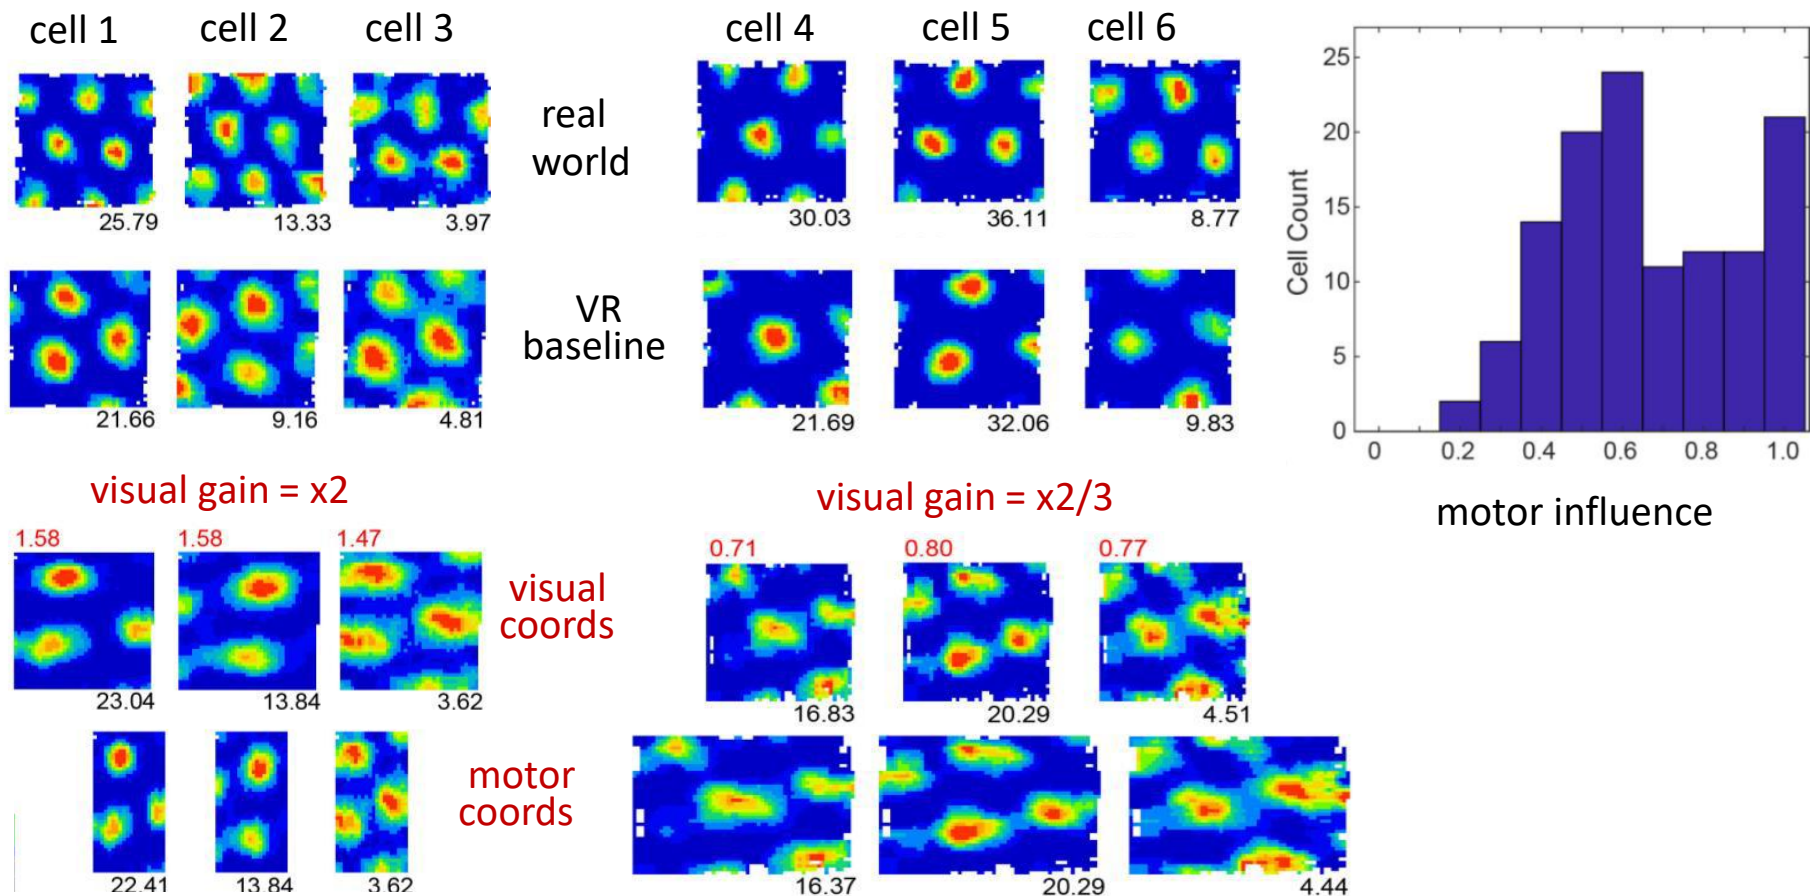 cell 1 cell 2 cell 3 cell 4 cell 5 cell 6
real
world
25.79 13.33 3.97 30.03 36.11 8.77
VR
baseline
21.66 9.16 4.81 21.69 32.06 9.83
25
20
15
10
5
0
Cell Count
0 0.2 0.4 0.6 0.8 1.0
motor influence
visual gain = x2
1.58 1.58 1.47
visual
coords
23.04 13.84 3.62
motor
coords
22.41 13.84 3.62
visual gain = x2/3
0.71 0.80 0.77
16.83 20.29 4.51
16.37 20.29 4.44